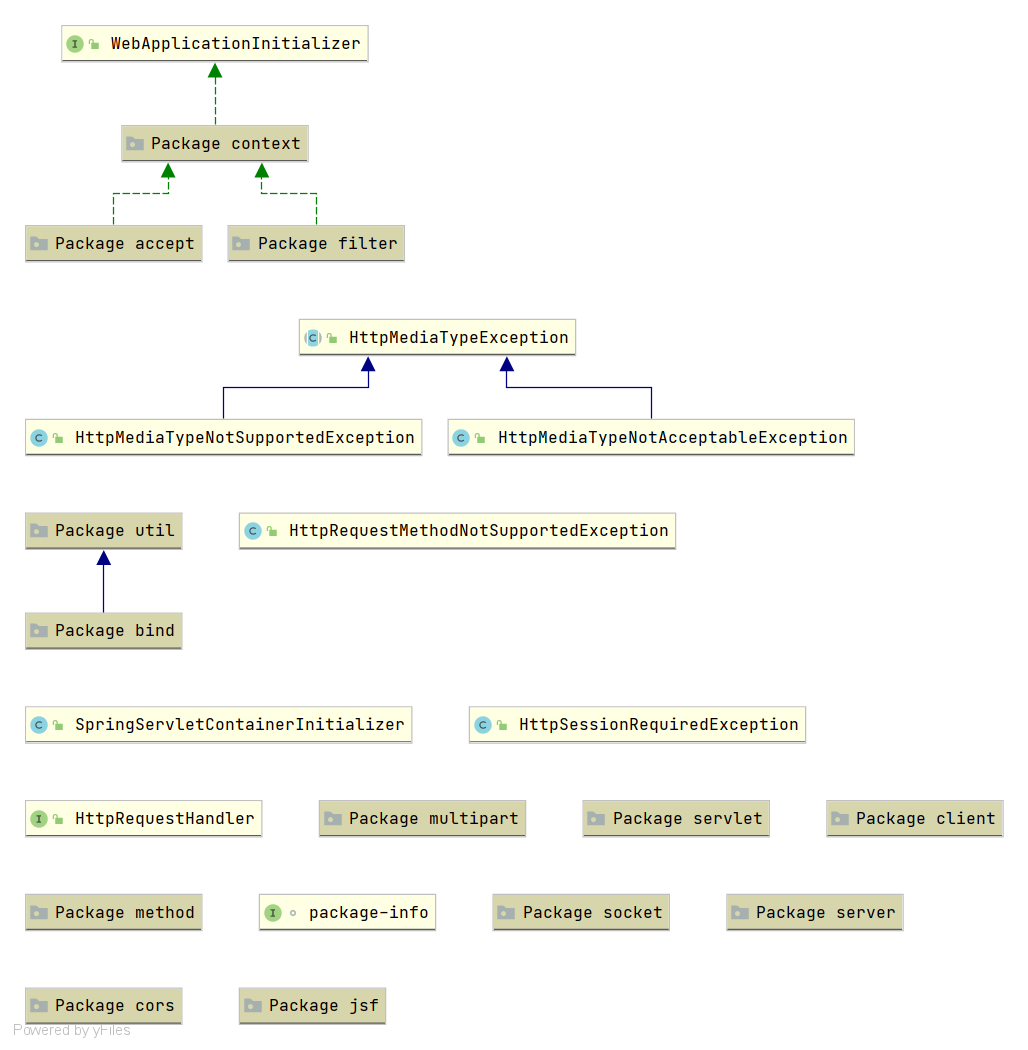 WebApplicationInitializer
Package context
Package accept
Package filter
HttpMediaTypeException
HttpMediaTypeNotSupportedException
HttpMediaTypeNotAcceptableException
Package util
HttpRequestMethodNotSupportedException
Package bind
SpringServletContainerInitializer
HttpSessionRequiredException
HttpRequestHandler
Package multipart
Package servlet
Package client
Package method
package-info
Package socket
Package server
Package cors
Package jsf
Powered by yFiles